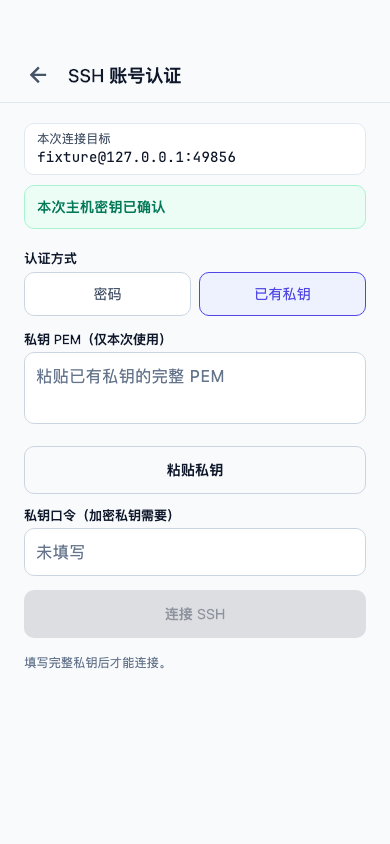 SSH 账号认证
本次连接目标
fixture@127.0.0.1:49856
本次主机密钥已确认
认证方式
密码
已有私钥
私钥 PEM（仅本次使用）
粘贴已有私钥的完整 PEM
粘贴私钥
私钥口令（加密私钥需要）
未填写
连接 SSH
填写完整私钥后才能连接。